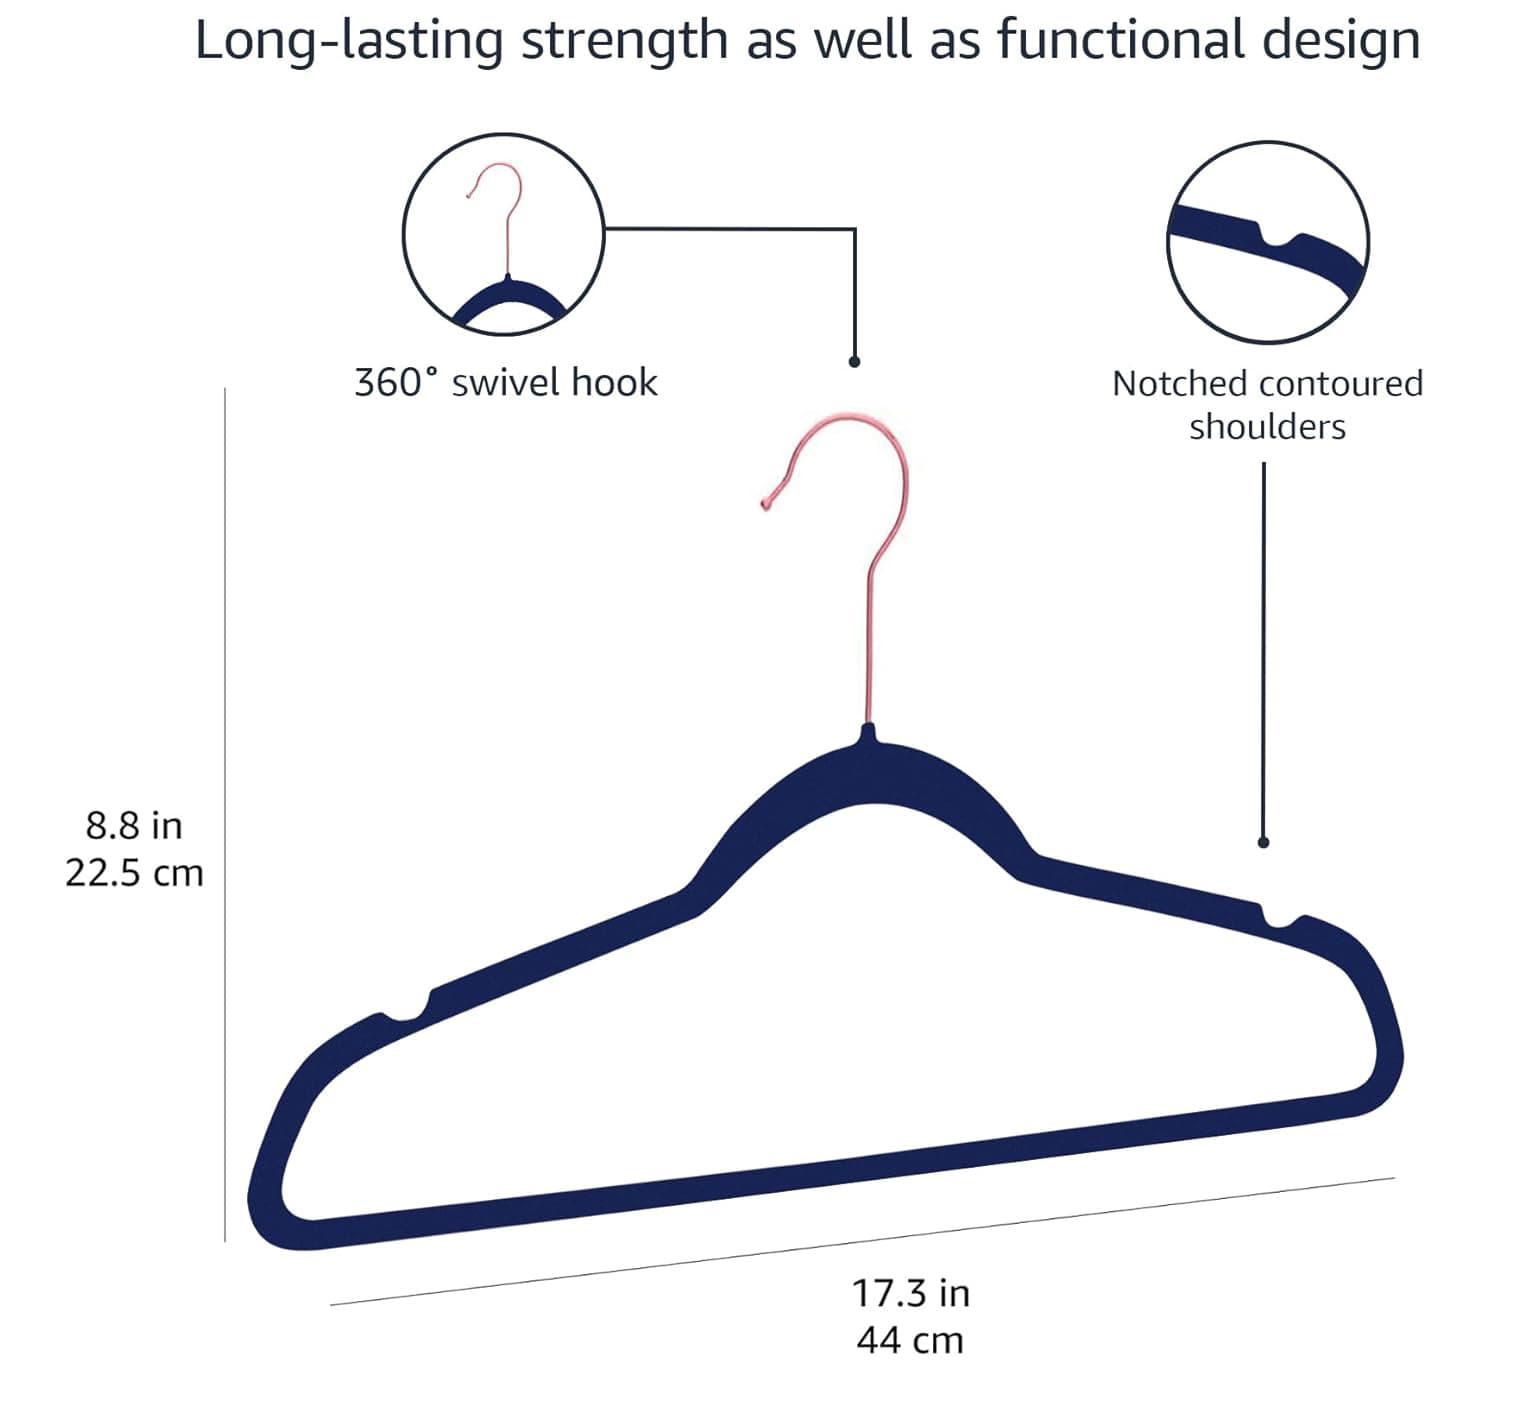 Long-lasting strength as well as functional design
360° swivel hook
Notched contoured
shoulders
8.8 in
22.5 cm
17.3 in
44 cm